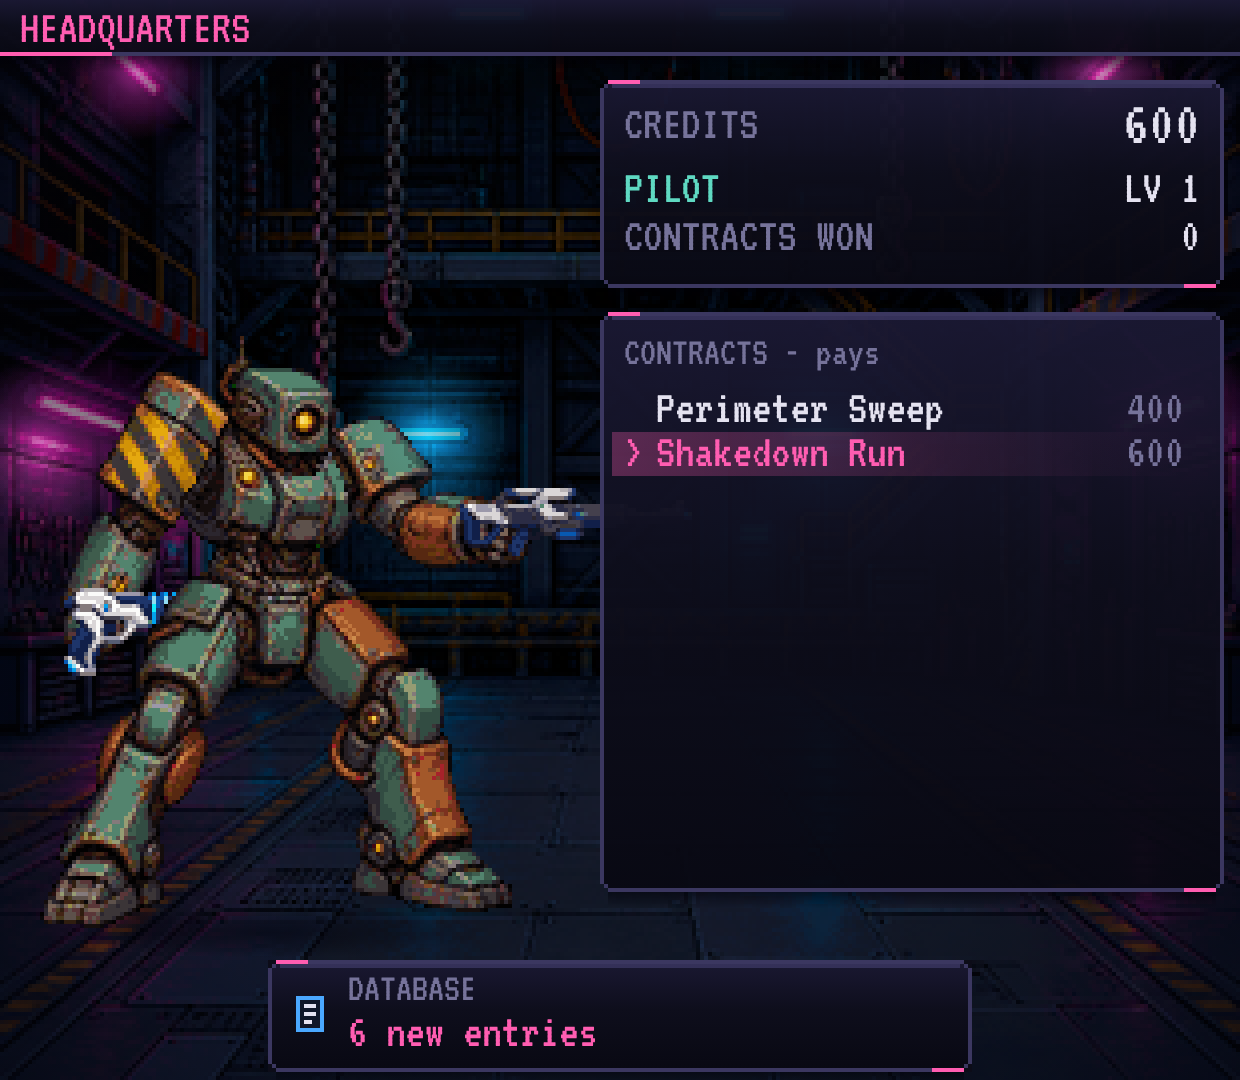 HEADQUARTERS
CREDITS 600
PILOT LV 1
CONTRACTS WON 0
CONTRACTS - pays
Perimeter Sweep 400
> Shakedown Run 600
DATABASE
6 new entries